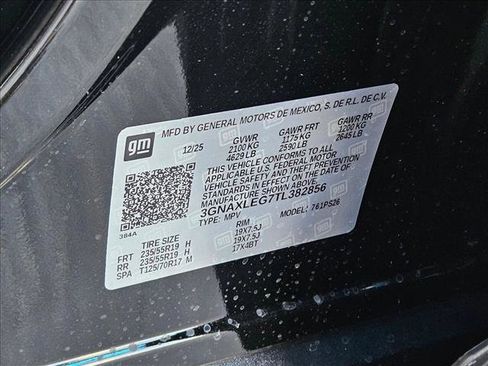 gm
MFD BY GENERAL MOTORS DE MEXICO, S. DE R.L. DE C.V.
12/25 GVWR GAWR FRT GAWR RR
2100 KG 1175 KG 1200 KG
4629 LB 2590 LB 2645 LB
THIS VEHICLE CONFORMS TO ALL
APPLICABLE U.S. FEDERAL MOTOR
VEHICLE SAFETY AND THEFT PREVENTION
STANDARDS IN EFFECT ON THE DATE OF
MANUFACTURE SHOWN ABOVE.
3GNAXLEG7TL382856
TYPE: MPV MODEL: 761PS26
384A
TIRE SIZE RIM
FR 235/55R19 H 19X7.5J
RR 235/55R19 H 19X7.5J
SPA T125/70R17 M 17X4BT